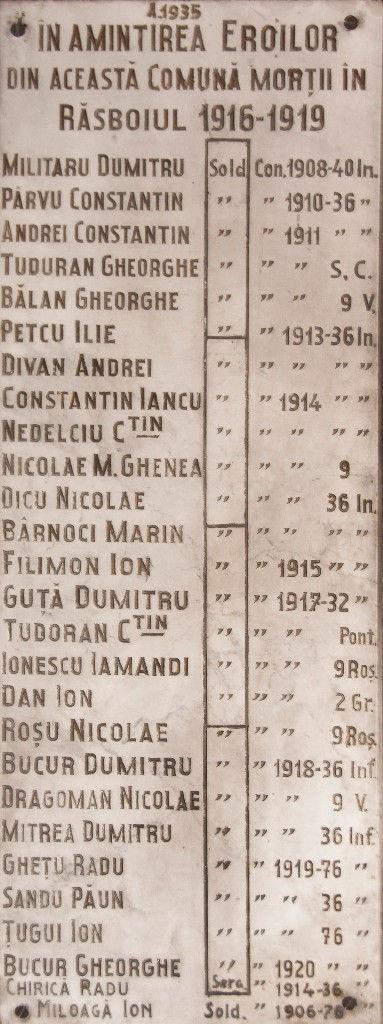 A.1935
ÎN AMINTIREA EROILOR
DIN ACEASTĂ COMUNĂ MORȚII ÎN
RĂSBOIUL 1916-1919
MILITARU DUMITRU Sold Con. 1908-40 In.
PÂRVU CONSTANTIN " " 1910-36 "
ANDREI CONSTANTIN " " 1911 " "
TUDURAN GHEORGHE " " " S. C.
BĂLAN GHEORGHE " " " 9 V.
PETCU ILIE " " 1913-36 In.
DIVAN ANDREI " " " " "
CONSTANTIN IANCU " " 1914 " "
NEDELCIU CTIN " " " " "
NICOLAE M. GHENEA " " " 9
DICU NICOLAE " " " 36 In.
BÂRNOCI MARIN " " " " "
FILIMON ION " " 1915 " "
GUȚĂ DUMITRU " " 1917-32 "
TUDORAN CTIN " " " Pont.
IONESCU IAMANDI " " " 9 Roș.
DAN ION " " " 2 Gr.
ROȘU NICOLAE " " " 9 Roș.
BUCUR DUMITRU " " 1918-36 Inf.
DRAGOMAN NICOLAE " " " 9 V.
MITREA DUMITRU " " " 36 Inf.
GHEȚU RADU " " 1919-76 "
SANDU PĂUN " " " 36 "
ȚUGUI ION " " " 76 "
BUCUR GHEORGHE " " 1920 " "
CHIRICĂ RADU Serg. " 1914-36 "
MILOAGĂ ION Sold. " 1906-76 "